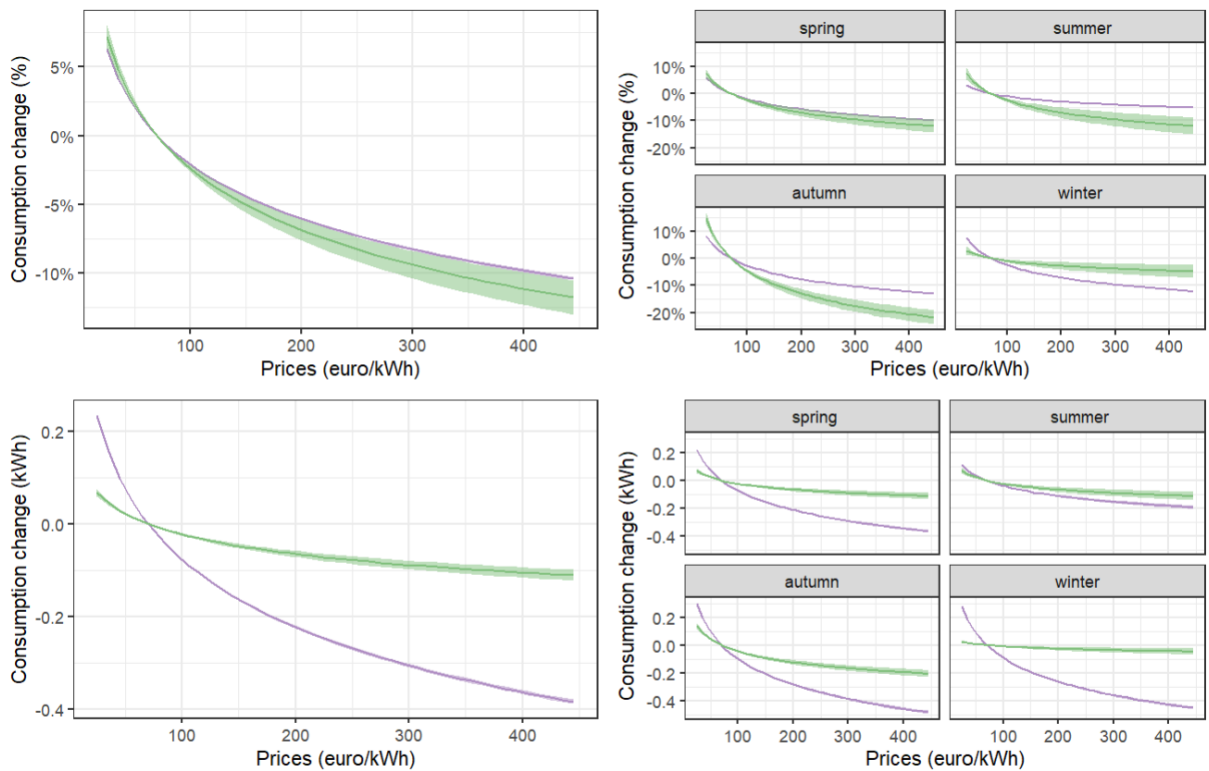 Consumption change (%)
5%
0%
-5%
-10%
100 200 300 400
Prices (euro/kWh)
Consumption change (%)
spring summer
10%
0%
-10%
-20%
autumn winter
10%
0%
-10%
-20%
100 200 300 400 100 200 300 400
Prices (euro/kWh)
Consumption change (kWh)
0.2
0.0
-0.2
-0.4
100 200 300 400
Prices (euro/kWh)
Consumption change (kWh)
spring summer
0.2
0.0
-0.2
-0.4
autumn winter
0.2
0.0
-0.2
-0.4
100 200 300 400 100 200 300 400
Prices (euro/kWh)